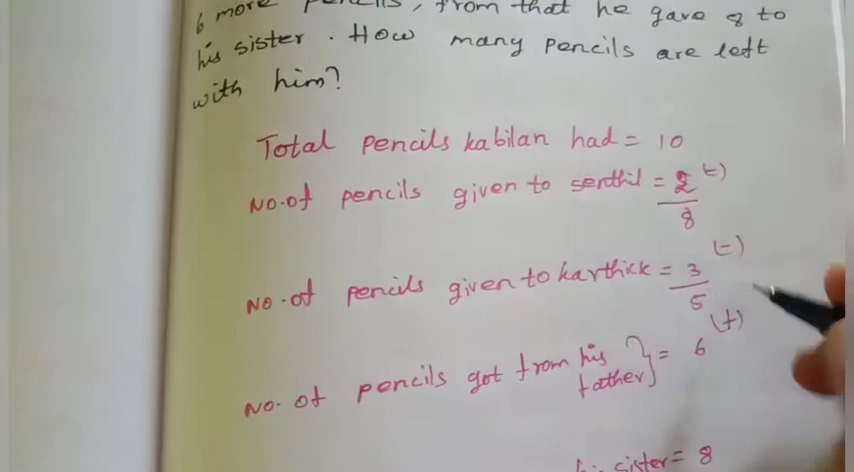 6 more pencils, from that he gave 8 to
his sister. How many pencils are left
with him?
Total pencils kabilan had = 10
No. of pencils given to senthil = 2 (-)
8
No. of pencils given to karthick = 3 (-)
5
No. of pencils got from his father} = 6 (+)
his sister = 8